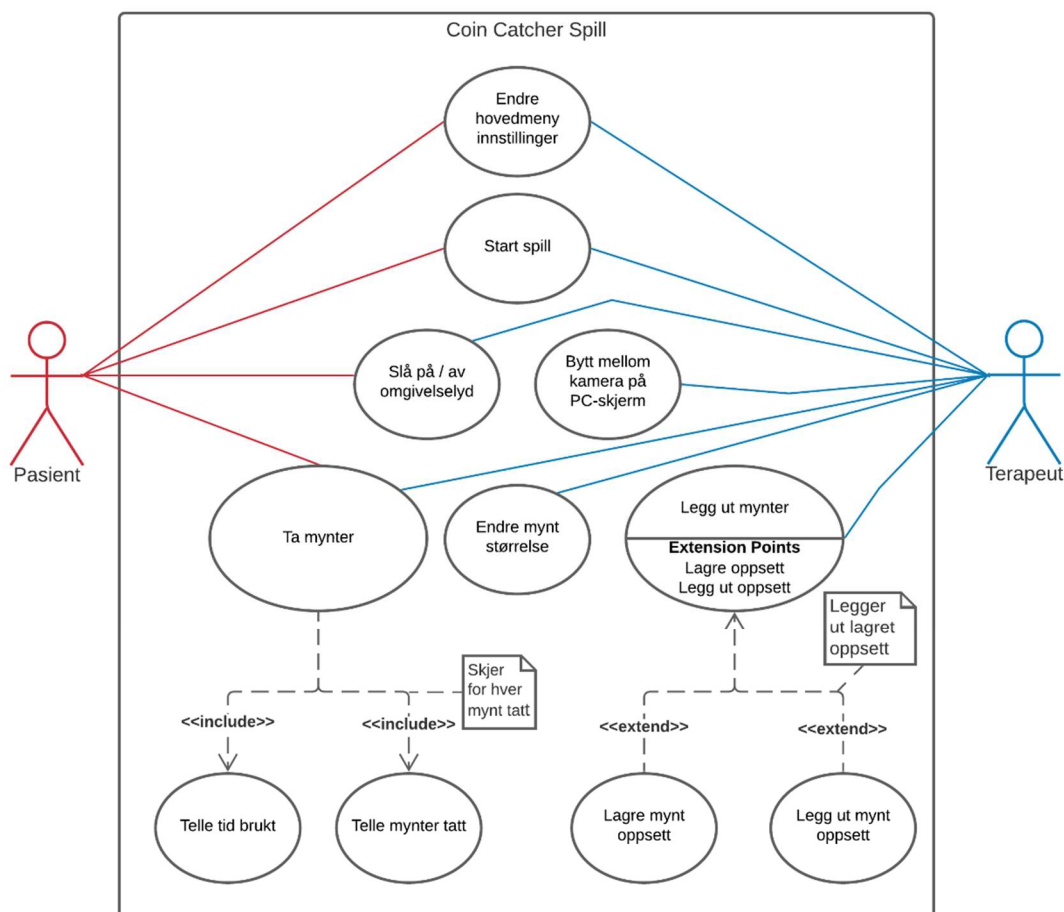 Coin Catcher Spill
Endre
hovedmeny
innstillinger
Start spill
Slå på / av
omgivelselyd
Bytt mellom
kamera på
PC-skjerm
Pasient
Terapeut
Ta mynter
Endre mynt
størrelse
Legg ut mynter
Extension Points
Lagre oppsett
Legg ut oppsett
Legger
ut lagret
oppsett
Skjer
for hver
mynt tatt
<<include>>
<<include>>
<<extend>>
<<extend>>
Telle tid brukt
Telle mynter tatt
Lagre mynt
oppsett
Legg ut mynt
oppsett